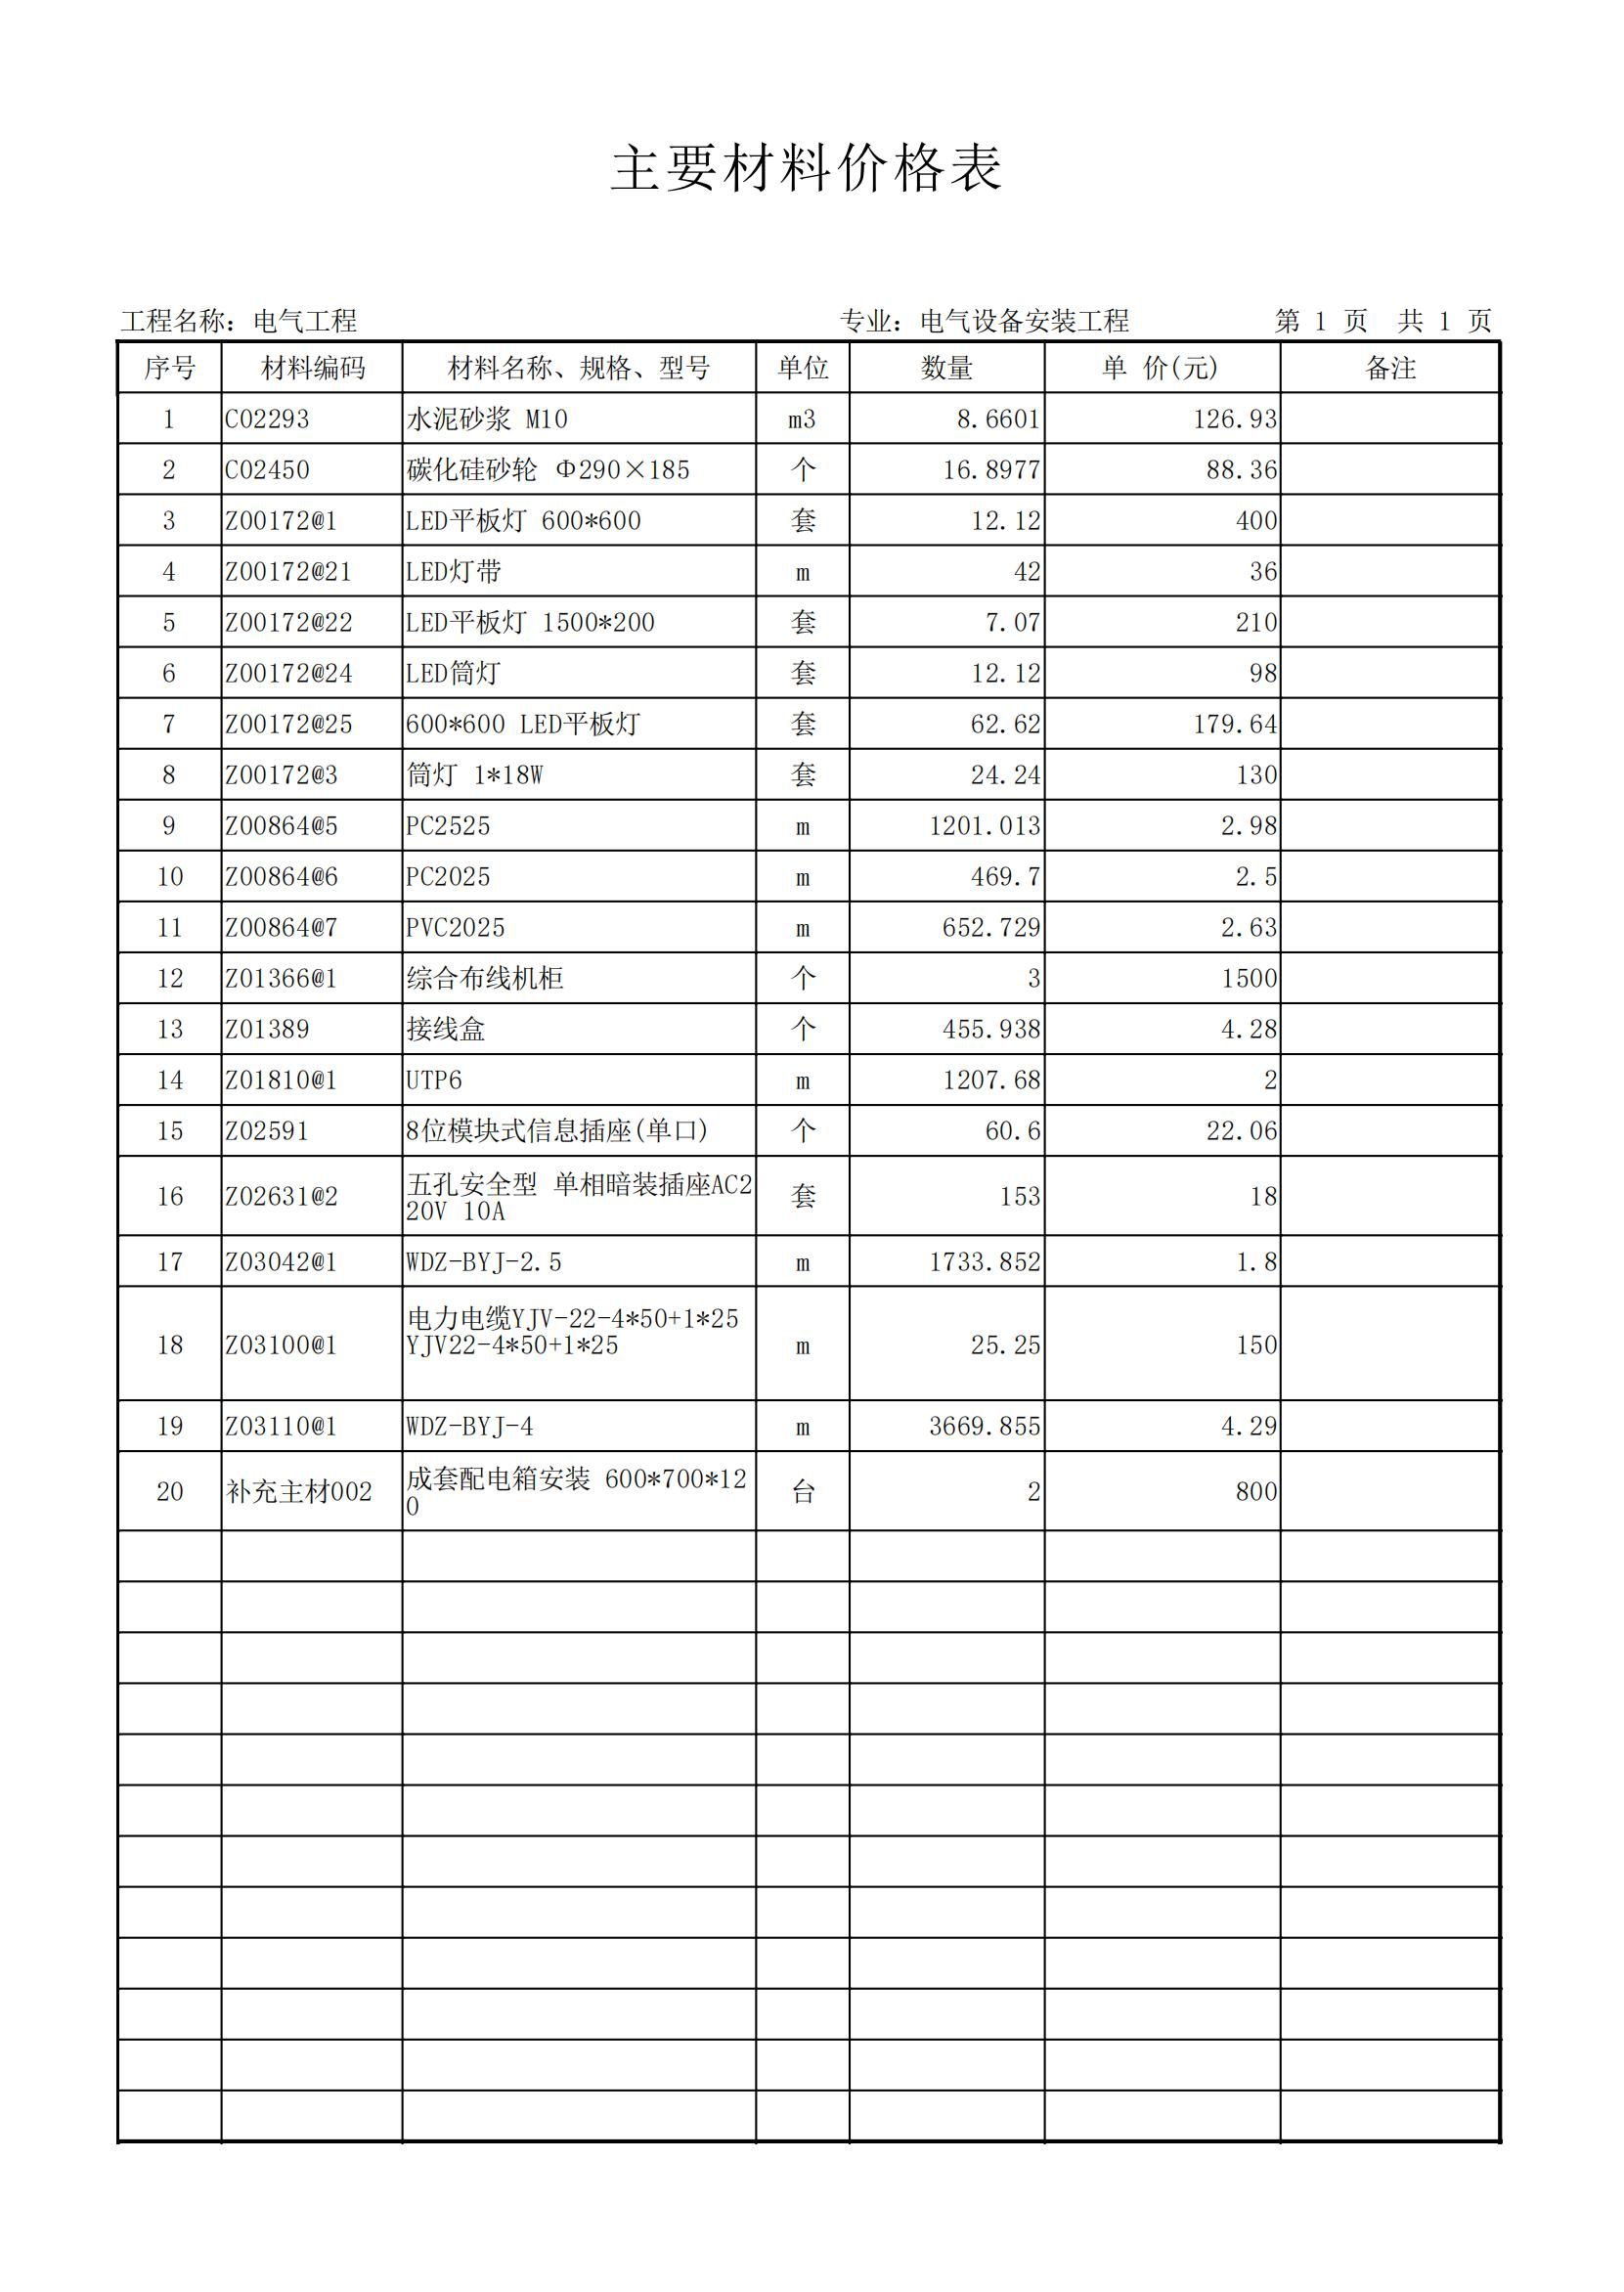 主要材料价格表
工程名称：电气工程 专业：电气设备安装工程 第 1 页 共 1 页
序号 材料编码 材料名称、规格、型号 单位 数量 单 价(元) 备注
1 C02293 水泥砂浆 M10 m3 8.6601 126.93
2 C02450 碳化硅砂轮 Φ290×185 个 16.8977 88.36
3 Z00172@1 LED平板灯 600*600 套 12.12 400
4 Z00172@21 LED灯带 m 42 36
5 Z00172@22 LED平板灯 1500*200 套 7.07 210
6 Z00172@24 LED筒灯 套 12.12 98
7 Z00172@25 600*600 LED平板灯 套 62.62 179.64
8 Z00172@3 筒灯 1*18W 套 24.24 130
9 Z00864@5 PC2525 m 1201.013 2.98
10 Z00864@6 PC2025 m 469.7 2.5
11 Z00864@7 PVC2025 m 652.729 2.63
12 Z01366@1 综合布线机柜 个 3 1500
13 Z01389 接线盒 个 455.938 4.28
14 Z01810@1 UTP6 m 1207.68 2
15 Z02591 8位模块式信息插座(单口) 个 60.6 22.06
16 Z02631@2 五孔安全型 单相暗装插座AC2
20V 10A 套 153 18
17 Z03042@1 WDZ-BYJ-2.5 m 1733.852 1.8
18 Z03100@1 电力电缆YJV-22-4*50+1*25
YJV22-4*50+1*25 m 25.25 150
19 Z03110@1 WDZ-BYJ-4 m 3669.855 4.29
20 补充主材002 成套配电箱安装 600*700*12
0 台 2 800